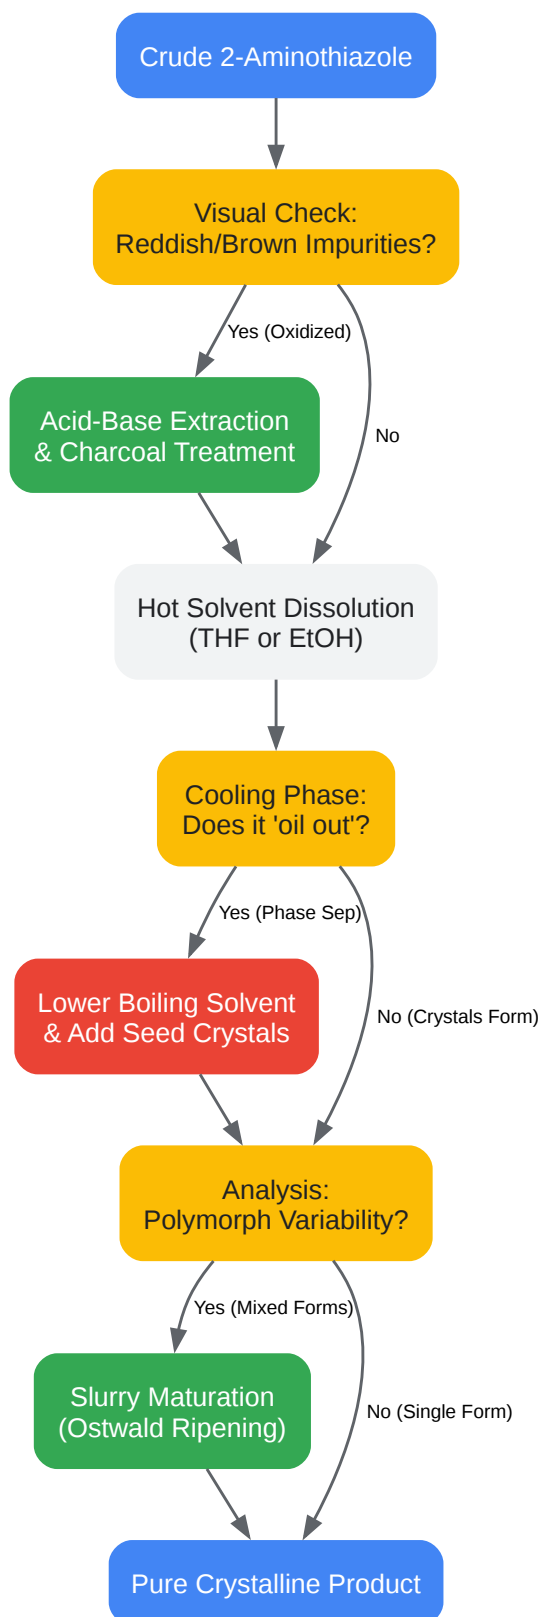 Crude 2-Aminothiazole
Visual Check:
Reddish/Brown Impurities?
Yes (Oxidized)
Acid-Base Extraction
& Charcoal Treatment
No
Hot Solvent Dissolution
(THF or EtOH)
Cooling Phase:
Does it 'oil out'?
Yes (Phase Sep)
Lower Boiling Solvent
& Add Seed Crystals
No (Crystals Form)
Analysis:
Polymorph Variability?
Yes (Mixed Forms)
Slurry Maturation
(Ostwald Ripening)
No (Single Form)
Pure Crystalline Product